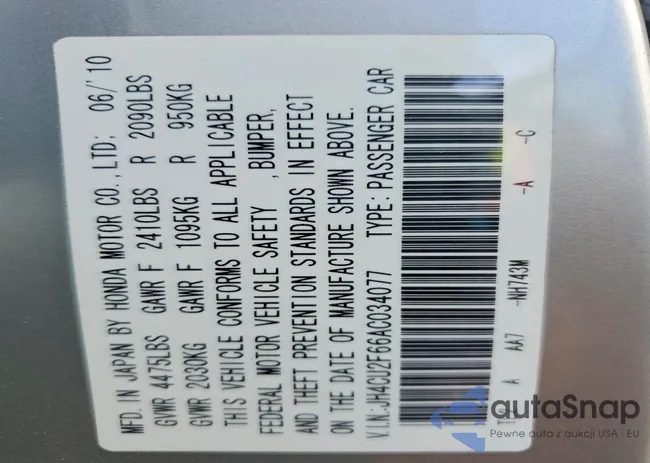 MFD. IN JAPAN BY HONDA MOTOR CO., LTD: 06/'10
GVWR 4475LBS GAWR F 2410LBS R 2090LBS
GVWR 2030KG GAWR F 1095KG R 950KG
THIS VEHICLE CONFORMS TO ALL APPLICABLE
FEDERAL MOTOR VEHICLE SAFETY , BUMPER,
AND THEFT PREVENTION STANDARDS IN EFFECT
ON THE DATE OF MANUFACTURE SHOWN ABOVE.
V.I.N.:JH4CU2F66AC034077 TYPE: PASSENGER CAR
A AA7 -NH743M -A -C
autaSnap
Pewne auta z aukcji USA i EU